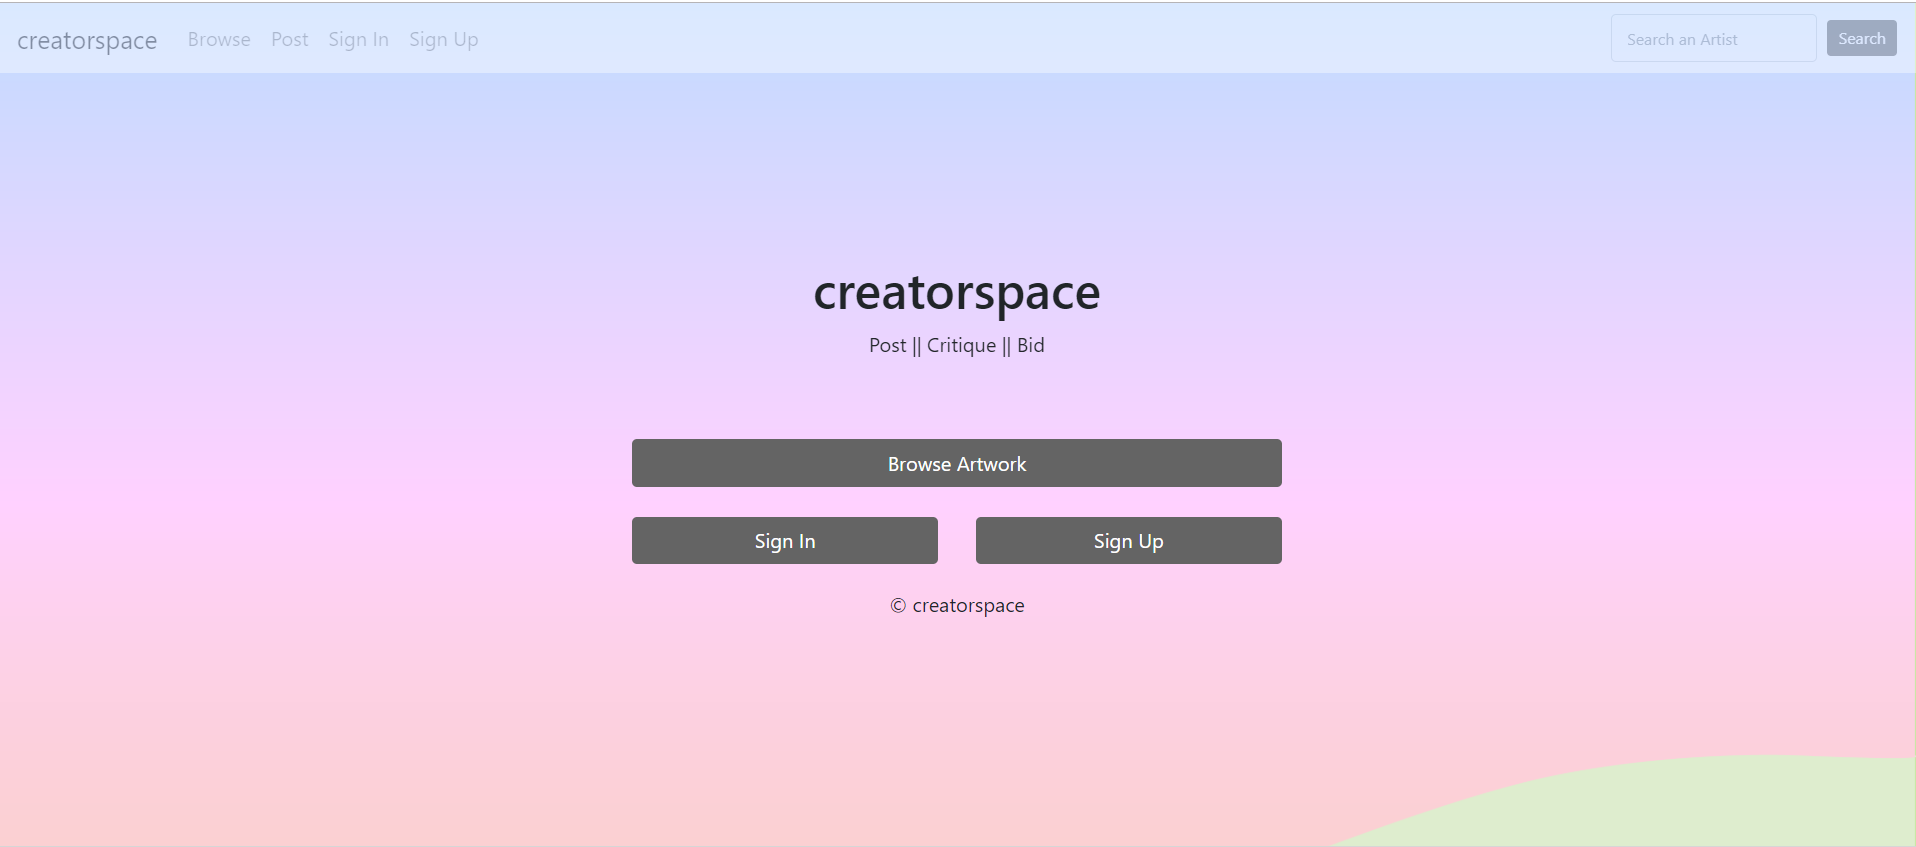 creatorspace Browse Post Sign In Sign Up Search an Artist Search
creatorspace
Post || Critique || Bid
Browse Artwork
Sign In Sign Up
© creatorspace